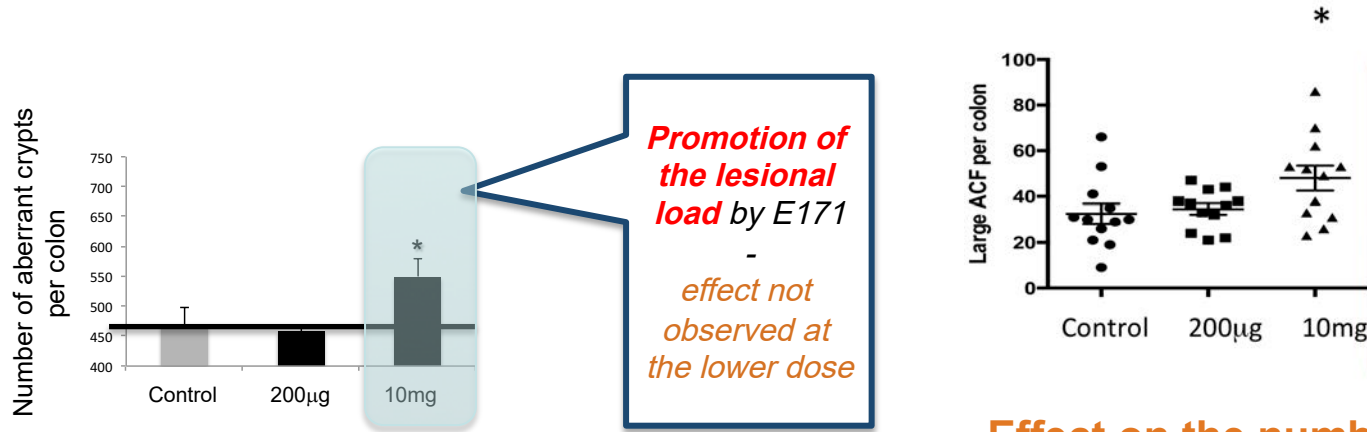 Number of aberrant crypts
per colon
750
700
650
600
550
500
450
400
*
Control
200μg
10mg
Promotion of
the lesional
load by E171
-
effect not
observed at
the lower dose
*
Large ACF per colon
100
80
60
40
20
0
Control
200μg
10mg